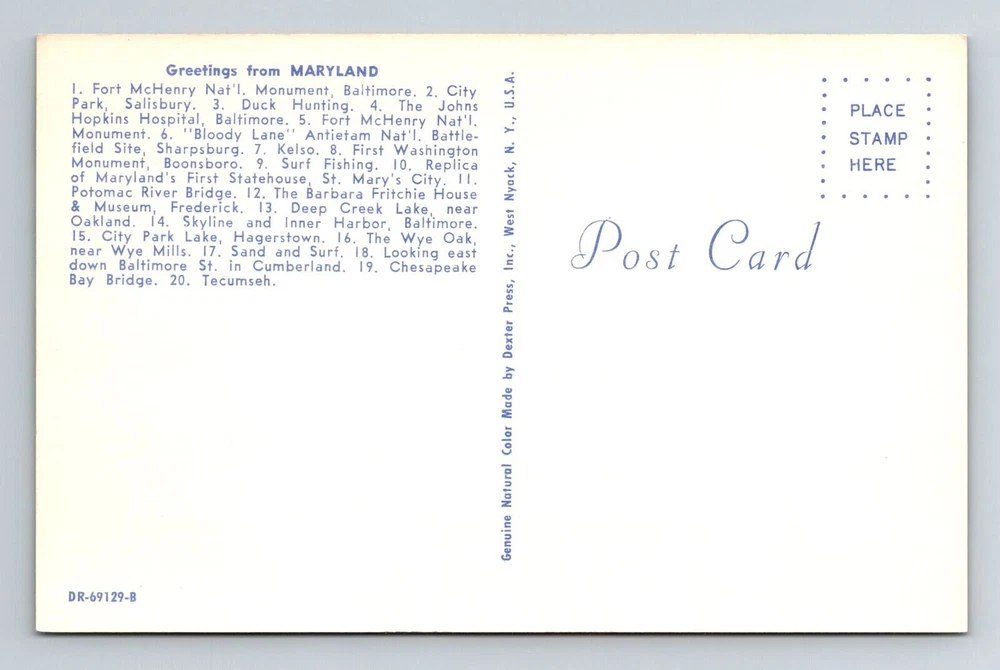 Greetings from MARYLAND
1. Fort McHenry Nat'l. Monument, Baltimore. 2. City
Park, Salisbury. 3. Duck Hunting. 4. The Johns
Hopkins Hospital, Baltimore. 5. Fort McHenry Nat'l.
Monument. 6. "Bloody Lane" Antietam Nat'l. Battle-
field Site, Sharpsburg. 7. Kelso. 8. First Washington
Monument, Boonsboro. 9. Surf Fishing. 10. Replica
of Maryland's First Statehouse, St. Mary's City. 11.
Potomac River Bridge. 12. The Barbara Fritchie House
& Museum, Frederick. 13. Deep Creek Lake, near
Oakland. 14. Skyline and Inner Harbor, Baltimore.
15. City Park Lake, Hagerstown. 16. The Wye Oak,
near Wye Mills. 17. Sand and Surf. 18. Looking east
down Baltimore St. in Cumberland. 19. Chesapeake
Bay Bridge. 20. Tecumseh.
DR-69129-B
Genuine Natural Color Made by Dexter Press, Inc., West Nyack, N. Y., U.S.A.
PLACE
STAMP
HERE
Post Card